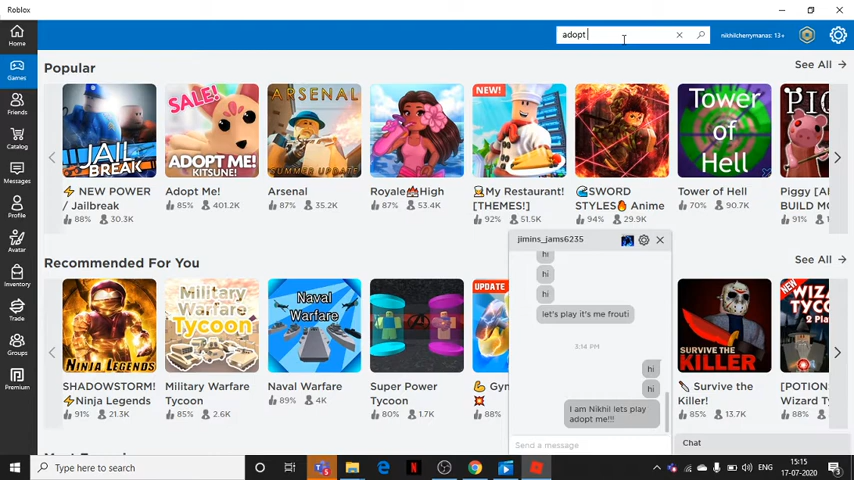 Roblox
adopt
nikhilcherrymanas: 13+
Home
Games
Friends
Catalog
Messages
Profile
Avatar
Inventory
Trade
Groups
Premium
Popular
See All
JAIL BREAK
SALE!
ADOPT ME!
KITSUNE!
ARSENAL
SUMMER UPDATE
NEW!
Tower of Hell
PIG
NEW POWER / Jailbreak
88% 30.3K
Adopt Me!
85% 401.2K
Arsenal
87% 35.2K
Royale High
87% 53.4K
My Restaurant! [THEMES!]
92% 51.5K
SWORD STYLES Anime
94% 29.9K
Tower of Hell
70% 90.7K
Piggy [A
BUILD MO
91%
Recommended For You
See All
NINJA LEGENDS
Military Warfare Tycoon
Naval Warfare
UPDATE
SURVIVE THE KILLER
NEW
WIZA
TYCO
2 Pla
SHADOWSTORM! Ninja Legends
91% 21.3K
Military Warfare Tycoon
85% 2.6K
Naval Warfare
89% 4K
Super Power Tycoon
80% 1.7K
Gym
88%
Survive the Killer!
85% 13.7K
[POTION
Wizard
88%
jimins_jams6235
hi
hi
hi
let's play it's me frouti
3:14 PM
hi
hi
I am Nikhil lets play
adopt me!!!
Send a message
Chat
Type here to search
ENG
15:15
17-07-2020